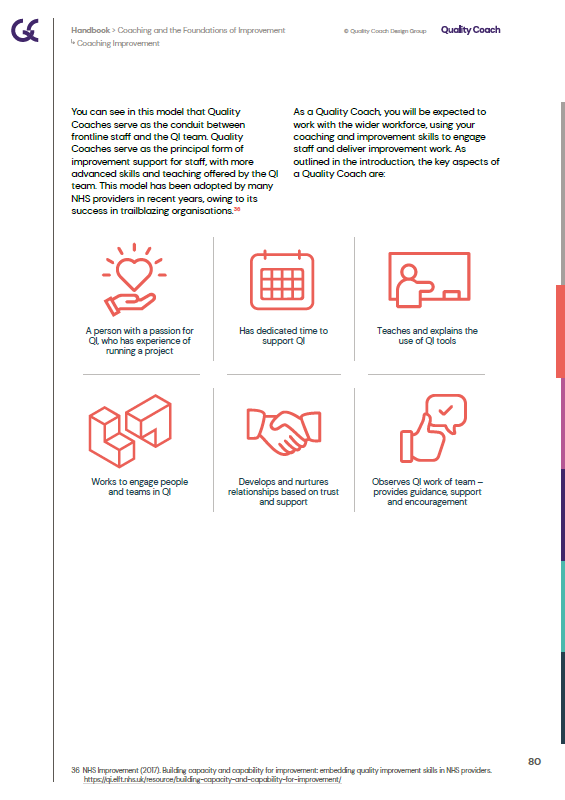 Handbook > Coaching and the Foundations of Improvement
↳ Coaching Improvement
© Quality Coach Design Group
Quality Coach
You can see in this model that Quality
Coaches serve as the conduit between
frontline staff and the QI team. Quality
Coaches serve as the principal form of
improvement support for staff, with more
advanced skills and teaching offered by the QI
team. This model has been adopted by many
NHS providers in recent years, owing to its
success in trailblazing organisations.36
As a Quality Coach, you will be expected to
work with the wider workforce, using your
coaching and improvement skills to engage
staff and deliver improvement work. As
outlined in the introduction, the key aspects of
a Quality Coach are:
A person with a passion for
QI, who has experience of
running a project
Has dedicated time to
support QI
Teaches and explains the
use of QI tools
Works to engage people
and teams in QI
Develops and nurtures
relationships based on trust
and support
Observes QI work of team –
provides guidance, support
and encouragement
80
36 NHS Improvement (2017). Building capacity and capability for improvement: embedding quality improvement skills in NHS providers.
https://qi.elft.nhs.uk/resource/building-capacity-and-capability-for-improvement/